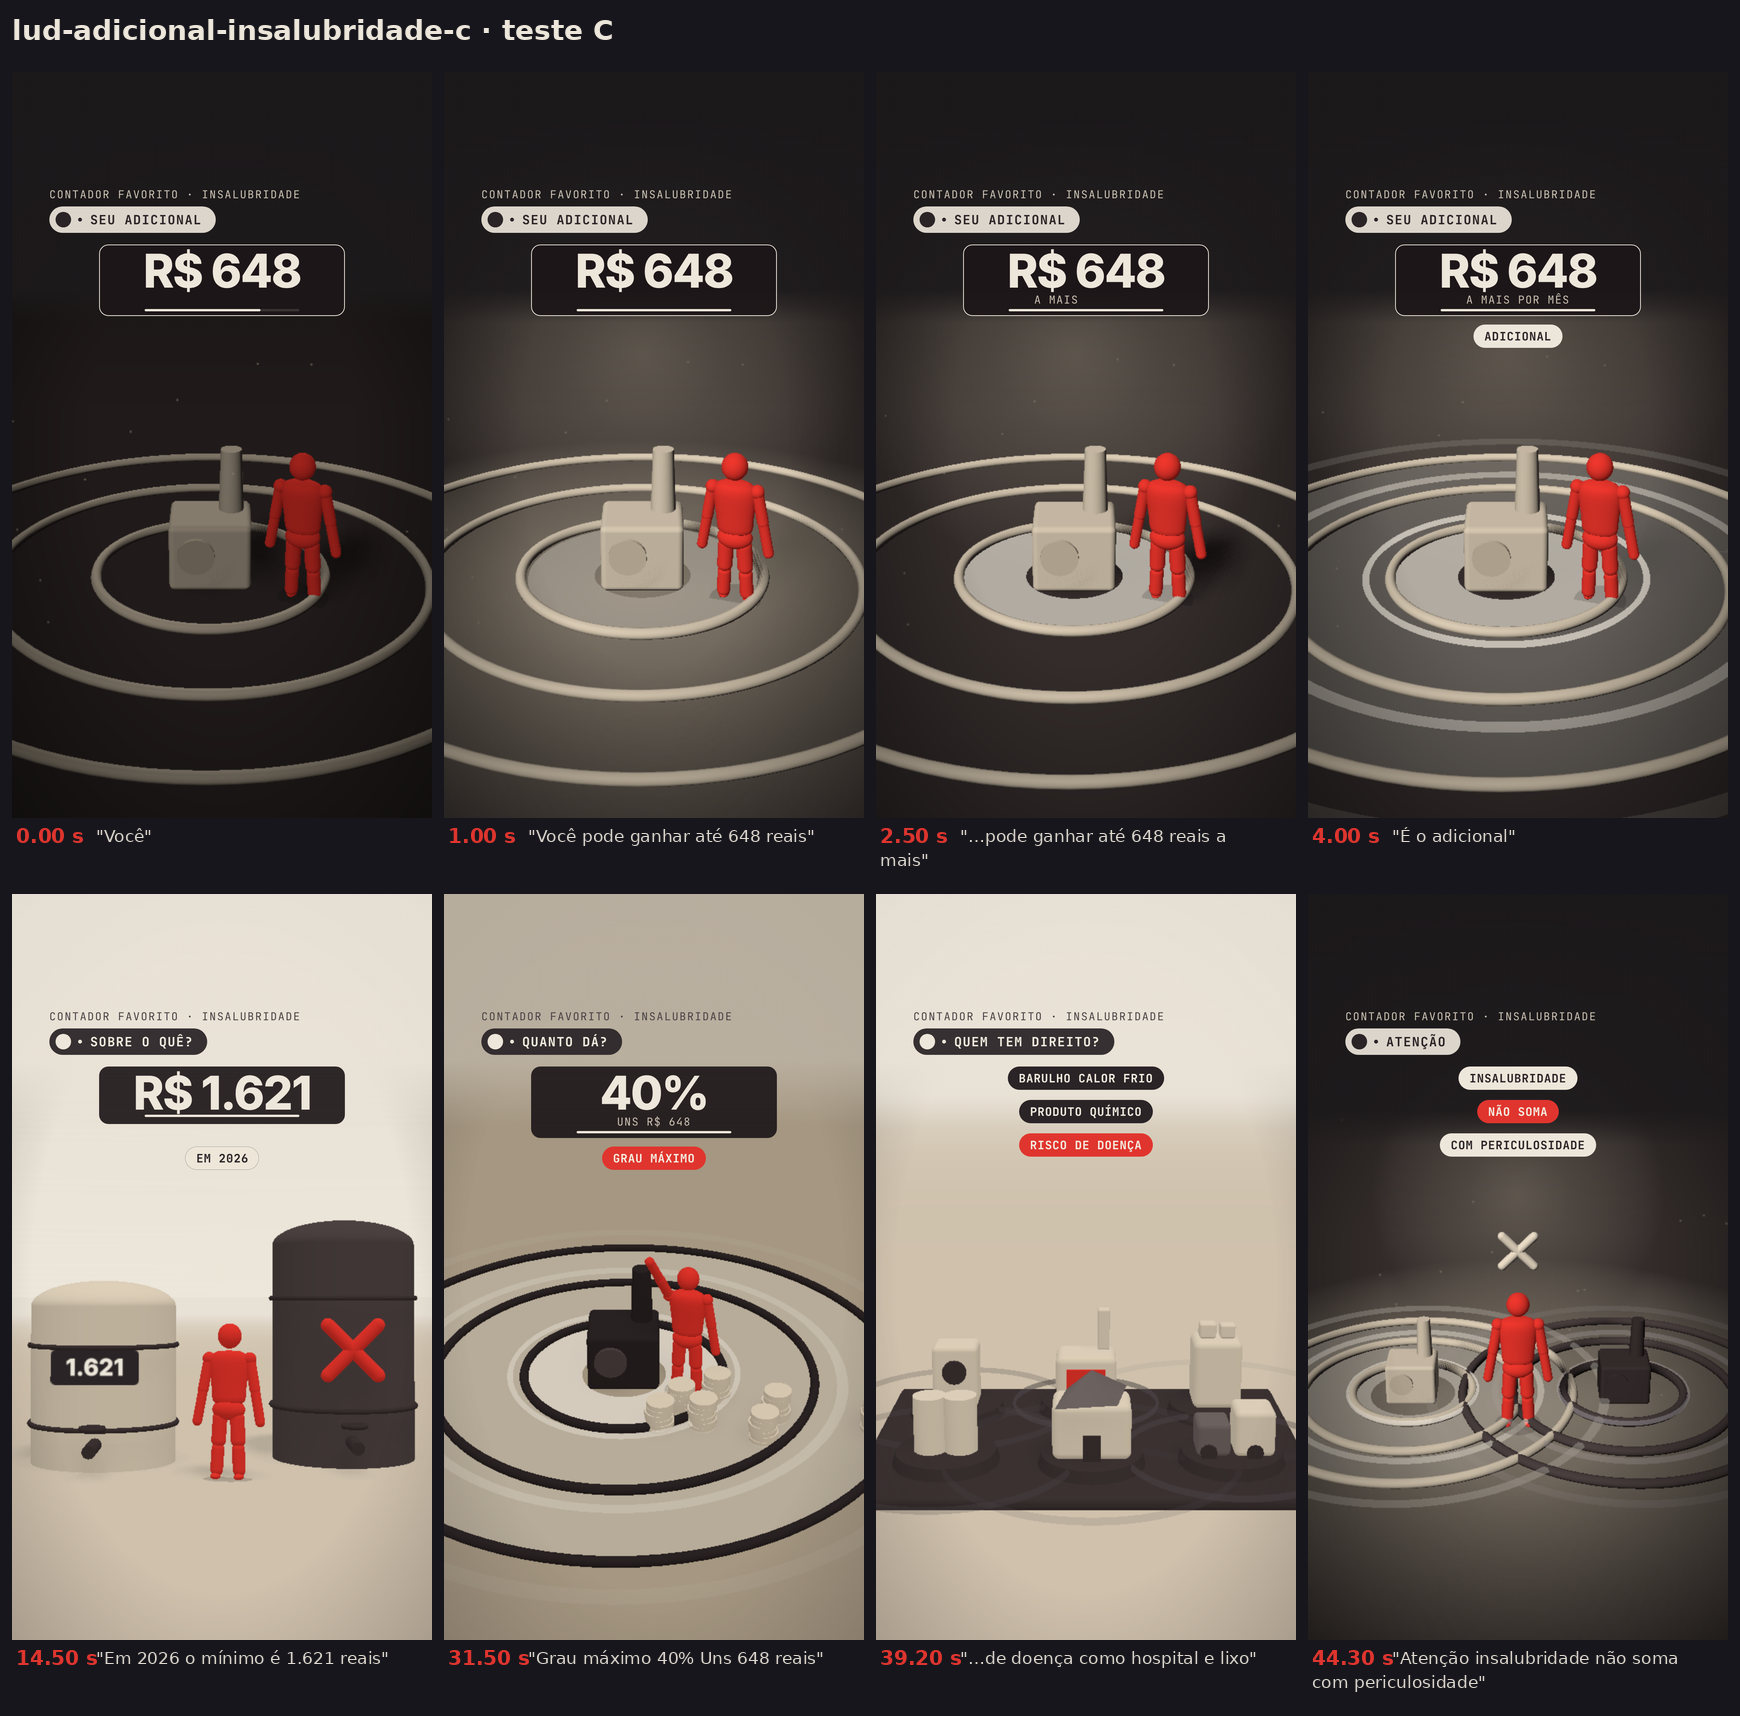 lud-adicional-insalubridade-c · teste C
CONTADOR FAVORITO · INSALUBRIDADE
• SEU ADICIONAL
R$ 648
0.00 s "Você"
CONTADOR FAVORITO · INSALUBRIDADE
• SEU ADICIONAL
R$ 648
1.00 s "Você pode ganhar até 648 reais"
CONTADOR FAVORITO · INSALUBRIDADE
• SEU ADICIONAL
R$ 648
A MAIS
2.50 s "...pode ganhar até 648 reais a
mais"
CONTADOR FAVORITO · INSALUBRIDADE
• SEU ADICIONAL
R$ 648
A MAIS POR MÊS
ADICIONAL
4.00 s "É o adicional"
CONTADOR FAVORITO · INSALUBRIDADE
• SOBRE O QUÊ?
R$ 1.621
EM 2026
1.621
14.50 s "Em 2026 o mínimo é 1.621 reais"
CONTADOR FAVORITO · INSALUBRIDADE
• QUANTO DÁ?
40%
UNS R$ 648
GRAU MÁXIMO
31.50 s "Grau máximo 40% Uns 648 reais"
CONTADOR FAVORITO · INSALUBRIDADE
• QUEM TEM DIREITO?
BARULHO CALOR FRIO
PRODUTO QUÍMICO
RISCO DE DOENÇA
39.20 s "...de doença como hospital e lixo"
CONTADOR FAVORITO · INSALUBRIDADE
• ATENÇÃO
INSALUBRIDADE
NÃO SOMA
COM PERICULOSIDADE
44.30 s "Atenção insalubridade não soma
com periculosidade"